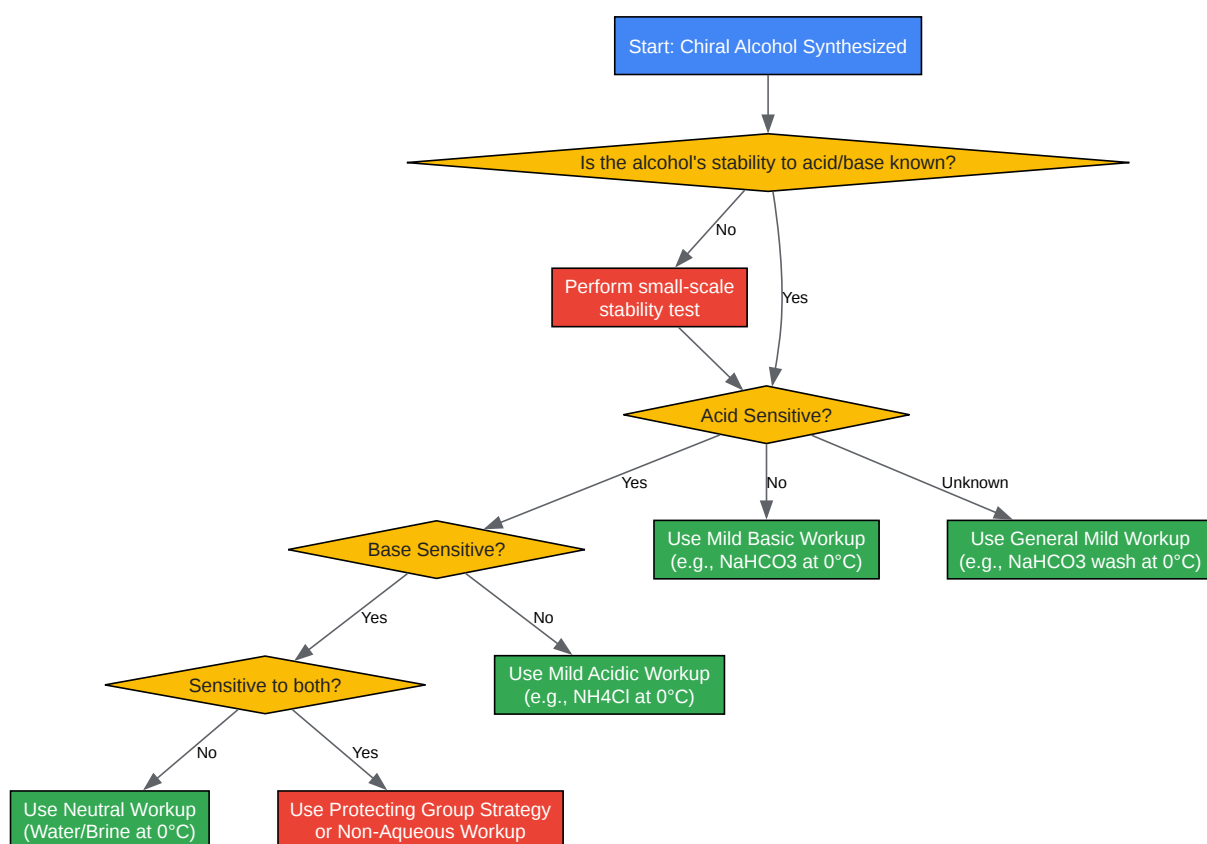 Start: Chiral Alcohol Synthesized
Is the alcohol's stability to acid/base known?
No
Perform small-scale
stability test
Yes
Acid Sensitive?
Yes
No
Unknown
Base Sensitive?
Use Mild Basic Workup
(e.g., NaHCO3 at 0°C)
Use General Mild Workup
(e.g., NaHCO3 wash at 0°C)
Yes
No
Sensitive to both?
Use Mild Acidic Workup
(e.g., NH4Cl at 0°C)
No
Yes
Use Neutral Workup
(Water/Brine at 0°C)
Use Protecting Group Strategy
or Non-Aqueous Workup